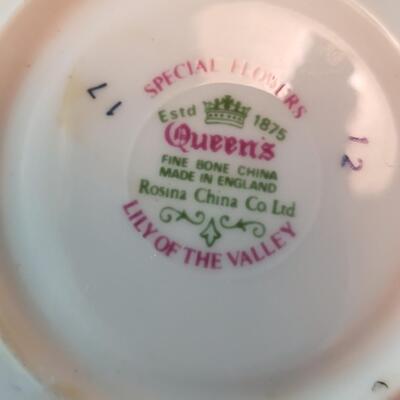 SPECIAL FLOWERS
Estd 1875
Queen's
FINE BONE CHINA
MADE IN ENGLAND
Rosina China Co Ltd
LILY OF THE VALLEY
17
12